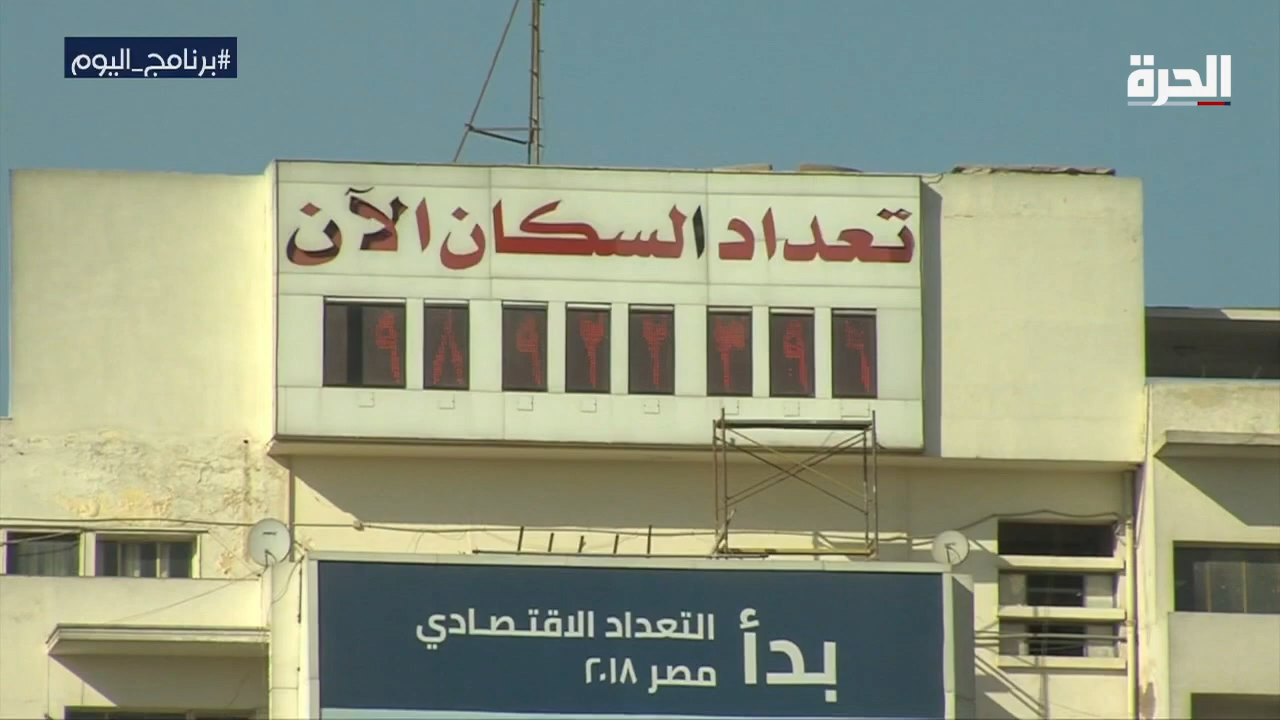 #برنامج_اليوم
الحرة
تعداد السكان الآن
بدأ
التعداد الاقتصادي
مصر ٢٠١٨